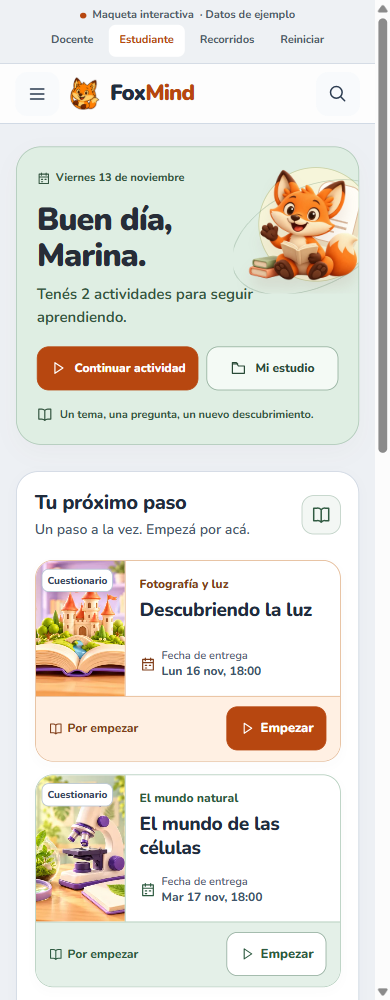 Maqueta interactiva · Datos de ejemplo
Docente Estudiante Recorridos Reiniciar
FoxMind
Viernes 13 de noviembre
Buen día,
Marina.
Tenés 2 actividades para seguir
aprendiendo.
Continuar actividad Mi estudio
Un tema, una pregunta, un nuevo descubrimiento.
Tu próximo paso
Un paso a la vez. Empezá por acá.
Cuestionario
Fotografía y luz
Descubriendo la luz
Fecha de entrega
Lun 16 nov, 18:00
Por empezar Empezar
Cuestionario
El mundo natural
El mundo de las
células
Fecha de entrega
Mar 17 nov, 18:00
Por empezar Empezar